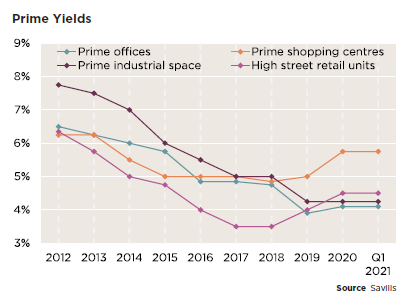 Prime Yields
9%
Prime offices
Prime shopping centres
Prime industrial space
High street retail units
8%
7%
6%
5%
4%
3%
2012 2013 2014 2015 2016 2017 2018 2019 2020 Q1
2021
Source Savills